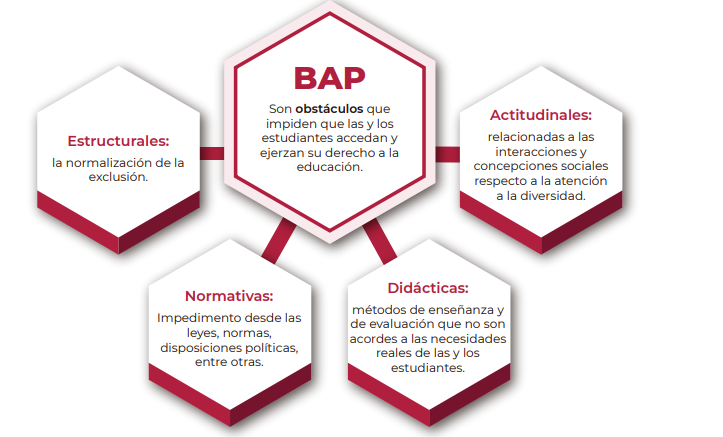 BAP
Son obstáculos que
impiden que las y los
estudiantes accedan y
ejerzan su derecho a la
educación.
Estructurales:
la normalización de la
exclusión.
Actitudinales:
relacionadas a las
interacciones y
concepciones sociales
respecto a la atención
a la diversidad.
Normativas:
Impedimento desde las
leyes, normas,
disposiciones políticas,
entre otras.
Didácticas:
métodos de enseñanza y
de evaluación que no son
acordes a las necesidades
reales de las y los
estudiantes.